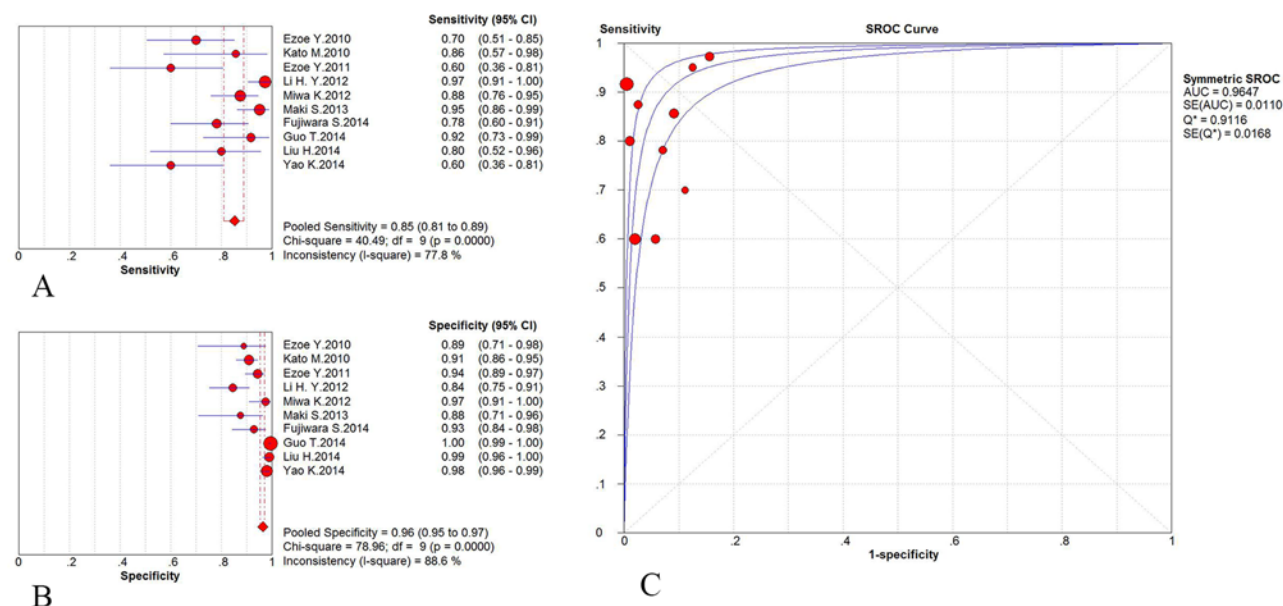 Sensitivity (95% CI)
Ezoe Y.2010 0.70 (0.51 - 0.85)
Kato M.2010 0.86 (0.57 - 0.98)
Ezoe Y.2011 0.60 (0.36 - 0.81)
Li H. Y.2012 0.97 (0.91 - 1.00)
Miwa K.2012 0.88 (0.76 - 0.95)
Maki S.2013 0.95 (0.86 - 0.99)
Fujiwara S.2014 0.78 (0.60 - 0.91)
Guo T.2014 0.92 (0.73 - 0.99)
Liu H.2014 0.80 (0.52 - 0.96)
Yao K.2014 0.60 (0.36 - 0.81)
Pooled Sensitivity = 0.85 (0.81 to 0.89)
Chi-square = 40.49; df = 9 (p = 0.0000)
Inconsistency (I-square) = 77.8 %
0 .2 .4 .6 .8 1
Sensitivity
A
Specificity (95% CI)
Ezoe Y.2010 0.89 (0.71 - 0.98)
Kato M.2010 0.91 (0.86 - 0.95)
Ezoe Y.2011 0.94 (0.89 - 0.97)
Li H. Y.2012 0.84 (0.75 - 0.91)
Miwa K.2012 0.97 (0.91 - 1.00)
Maki S.2013 0.88 (0.71 - 0.96)
Fujiwara S.2014 0.93 (0.84 - 0.98)
Guo T.2014 1.00 (0.99 - 1.00)
Liu H.2014 0.99 (0.96 - 1.00)
Yao K.2014 0.98 (0.96 - 0.99)
Pooled Specificity = 0.96 (0.95 to 0.97)
Chi-square = 78.96; df = 9 (p = 0.0000)
Inconsistency (I-square) = 88.6 %
0 .2 .4 .6 .8 1
Specificity
B
Sensitivity SROC Curve
1
.9
.8
.7
.6
.5
.4
.3
.2
.1
0
0 .2 .4 .6 .8 1
1-specificity
Symmetric SROC
AUC = 0.9647
SE(AUC) = 0.0110
Q* = 0.9116
SE(Q*) = 0.0168
C